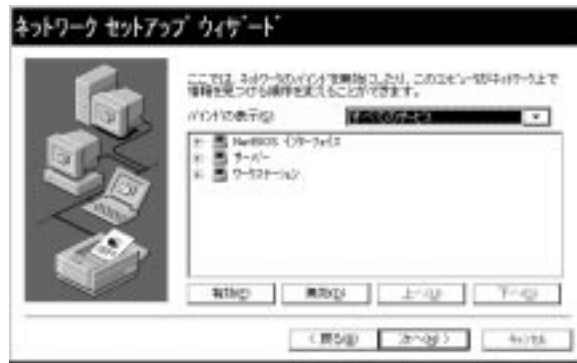 ネットワーク セットアップ ウィザード
ここでは、ネットワークのバインドを無効にしたり、このコンピュータがネットワーク上で
情報を見つける順序を変えることができます。
バインドの表示(S): すべてのサービス
NetBIOS インターフェイス
サーバー
ワークステーション
有効(E) 無効(D) 上へ(U) 下へ(O)
< 戻る(B) 次へ(N) > キャンセル